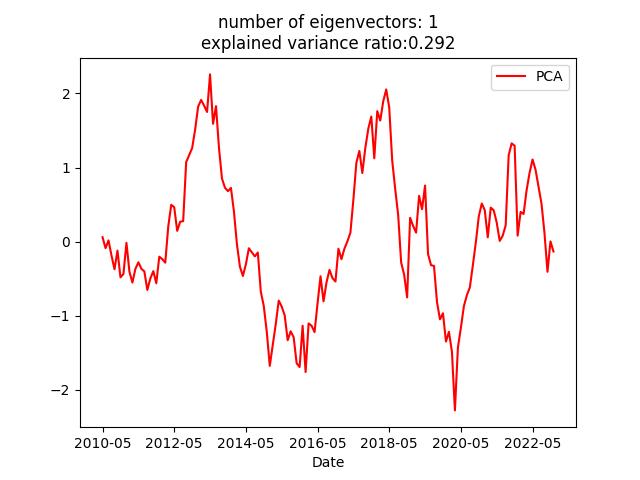 number of eigenvectors: 1
explained variance ratio:0.292
PCA
2
1
0
−1
−2
2010-05 2012-05 2014-05 2016-05 2018-05 2020-05 2022-05
Date